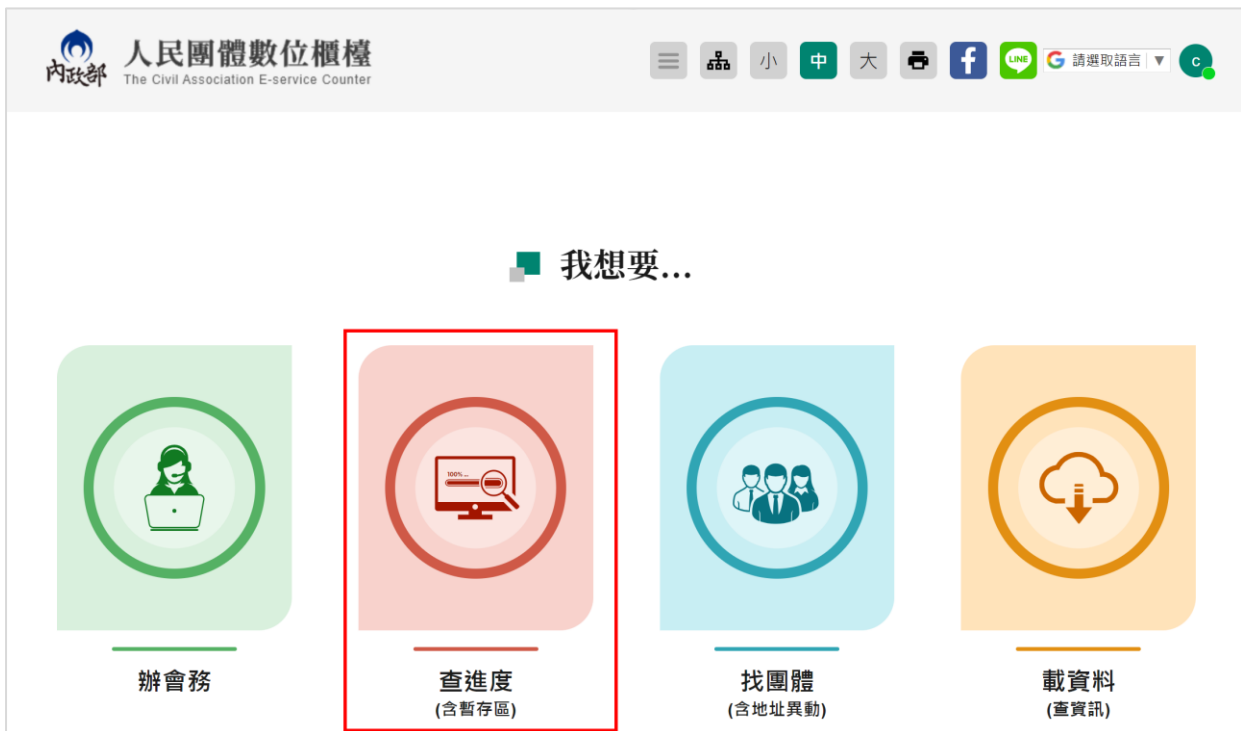 內政部
人民團體數位櫃檯
The Civil Association E-service Counter
小
中
大
LINE
G 請選取語言 ▼
c
我想要...
100%...
辦會務
查進度
(含暫存區)
找團體
(含地址異動)
載資料
(查資訊)